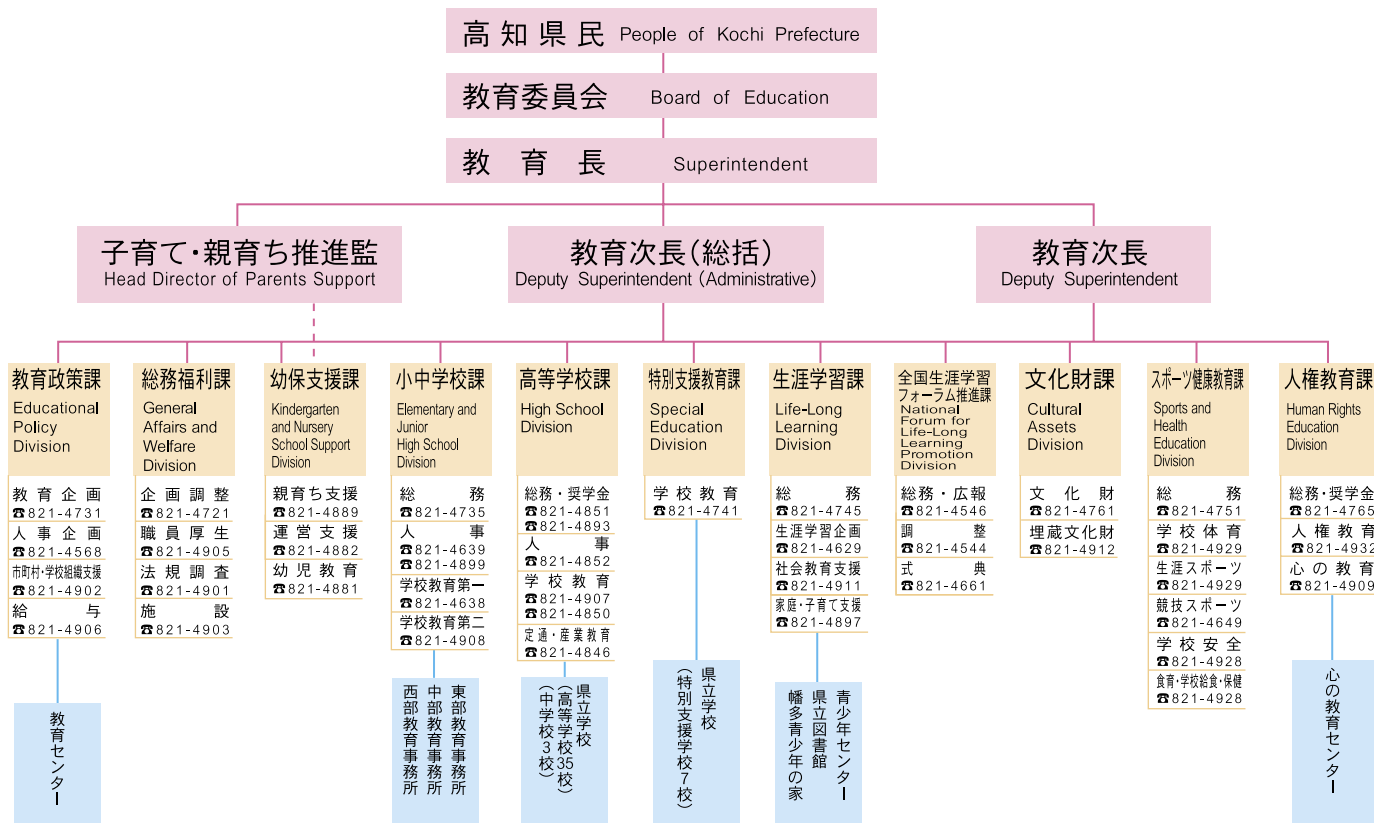 高知県民 People of Kochi Prefecture
教育委員会 Board of Education
教育長 Superintendent
子育て・親育ち推進監
Head Director of Parents Support
教育次長（総括）
Deputy Superintendent (Administrative)
教育次長
Deputy Superintendent
教育政策課
Educational
Policy
Division
教育企画
☎821-4731
人事企画
☎821-4568
市町村・学校組織支援
☎821-4902
給与
☎821-4906
教育センター
総務福利課
General
Affairs and
Welfare
Division
企画調整
☎821-4721
職員厚生
☎821-4905
法規調査
☎821-4901
施設
☎821-4903
幼保支援課
Kindergarten
and Nursery
School Support
Division
親育ち支援
☎821-4889
運営支援
☎821-4882
幼児教育
☎821-4881
小中学校課
Elementary and
Junior
High School
Division
総務
☎821-4735
人事
☎821-4639
☎821-4899
学校教育第一
☎821-4638
学校教育第二
☎821-4908
東部教育事務所
中部教育事務所
西部教育事務所
高等学校課
High School
Division
総務・奨学金
☎821-4851
☎821-4893
人事
☎821-4852
学校教育
☎821-4907
☎821-4850
定通・産業教育
☎821-4846
県立学校
（高等学校35校）
（中学校3校）
特別支援教育課
Special
Education
Division
学校教育
☎821-4741
県立学校
（特別支援学校7校）
生涯学習課
Life-Long
Learning
Division
総務
☎821-4745
生涯学習企画
☎821-4629
社会教育支援
☎821-4911
家庭・子育て支援
☎821-4897
青少年センター
県立図書館
幡多青少年の家
全国生涯学習
フォーラム推進課
National
Forum for
Life-Long
Learning
Promotion
Division
総務・広報
☎821-4546
調整
☎821-4544
式典
☎821-4661
文化財課
Cultural
Assets
Division
文化財
☎821-4761
埋蔵文化財
☎821-4912
スポーツ健康教育課
Sports and
Health
Education
Division
総務
☎821-4751
学校体育
☎821-4929
生涯スポーツ
☎821-4929
競技スポーツ
☎821-4649
学校安全
☎821-4928
食育・学校給食・保健
☎821-4928
人権教育課
Human Rights
Education
Division
総務・奨学金
☎821-4765
人権教育
☎821-4932
心の教育
☎821-4909
心の教育センター